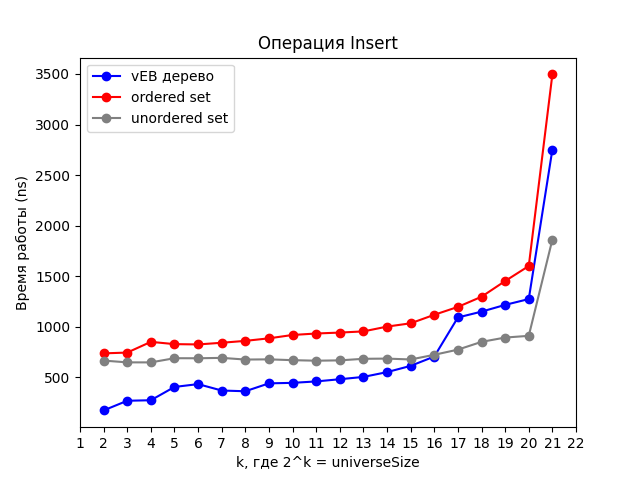 Операция Insert
vEB дерево
ordered set
unordered set
Время работы (ns)
3500
3000
2500
2000
1500
1000
500
1 2 3 4 5 6 7 8 9 10 11 12 13 14 15 16 17 18 19 20 21 22
k, где 2^k = universeSize